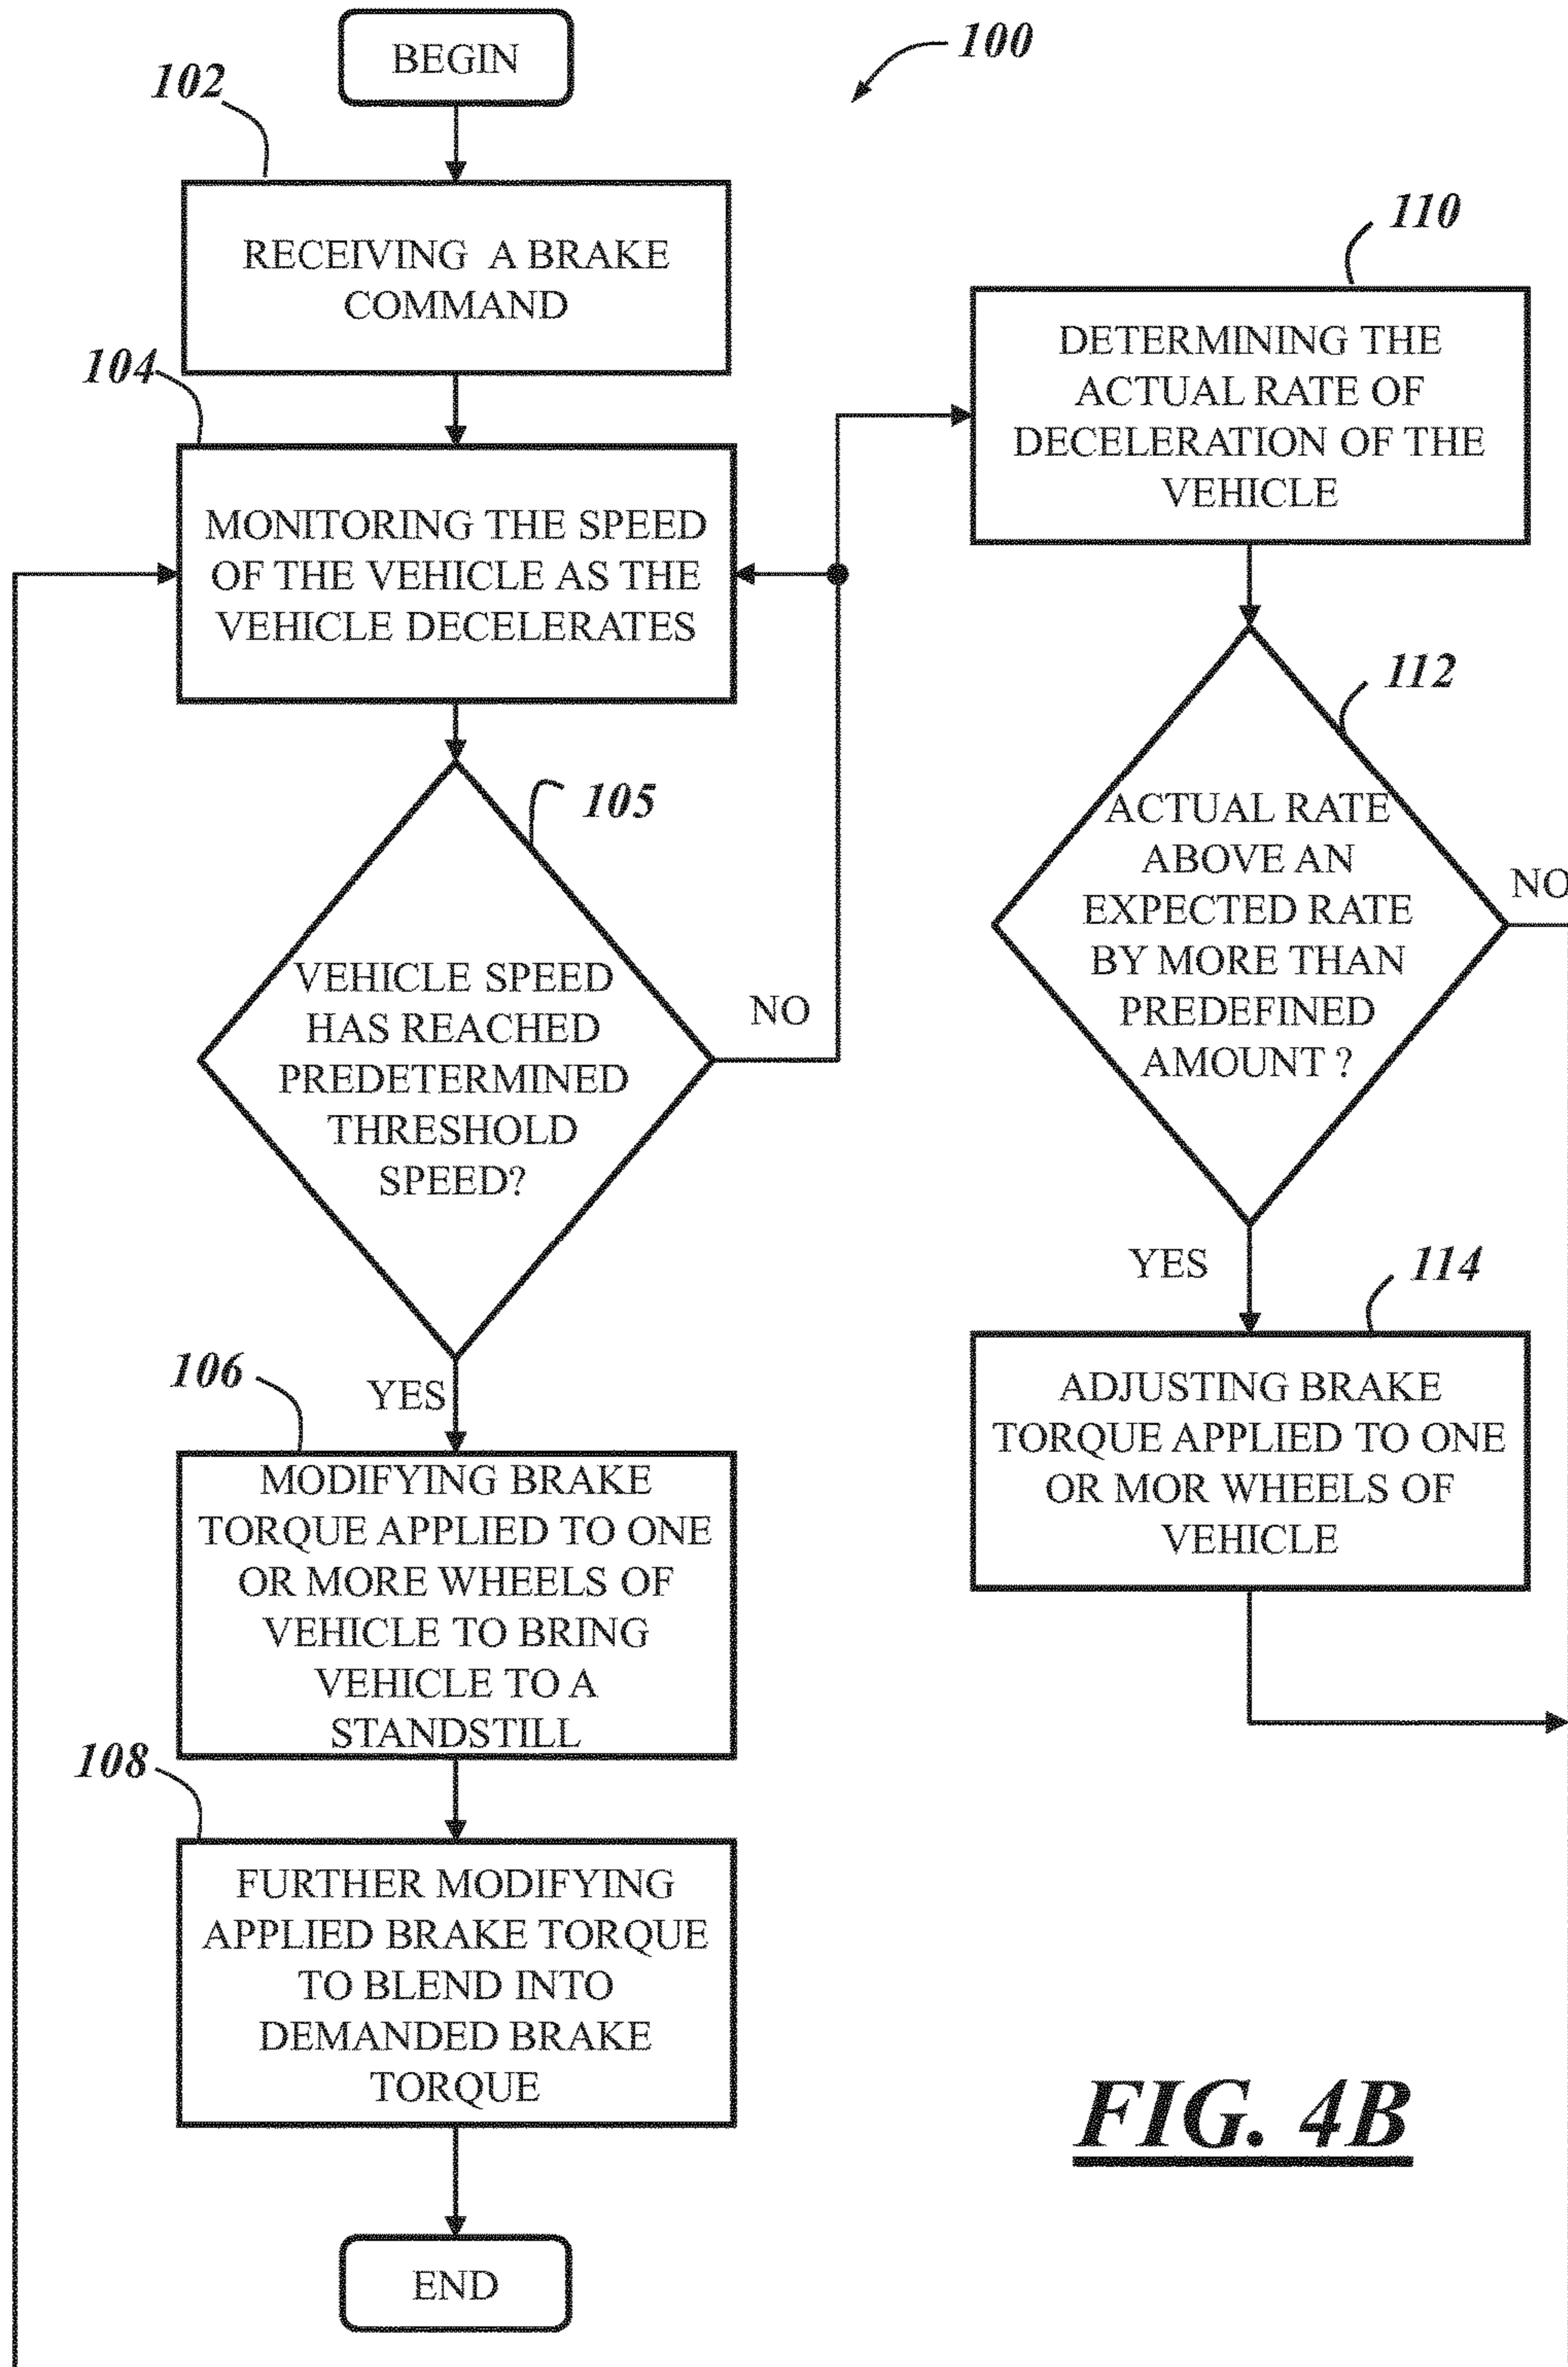 BEGIN
100
102
RECEIVING A BRAKE
COMMAND
104
MONITORING THE SPEED
OF THE VEHICLE AS THE
VEHICLE DECELERATES
105
VEHICLE SPEED
HAS REACHED
PREDETERMINED
THRESHOLD
SPEED?
NO
YES
106
MODIFYING BRAKE
TORQUE APPLIED TO ONE
OR MORE WHEELS OF
VEHICLE TO BRING
VEHICLE TO A
STANDSTILL
108
FURTHER MODIFYING
APPLIED BRAKE TORQUE
TO BLEND INTO
DEMANDED BRAKE
TORQUE
END
110
DETERMINING THE
ACTUAL RATE OF
DECELERATION OF THE
VEHICLE
112
ACTUAL RATE
ABOVE AN
EXPECTED RATE
BY MORE THAN
PREDEFINED
AMOUNT ?
NO
YES
114
ADJUSTING BRAKE
TORQUE APPLIED TO ONE
OR MOR WHEELS OF
VEHICLE
FIG. 4B